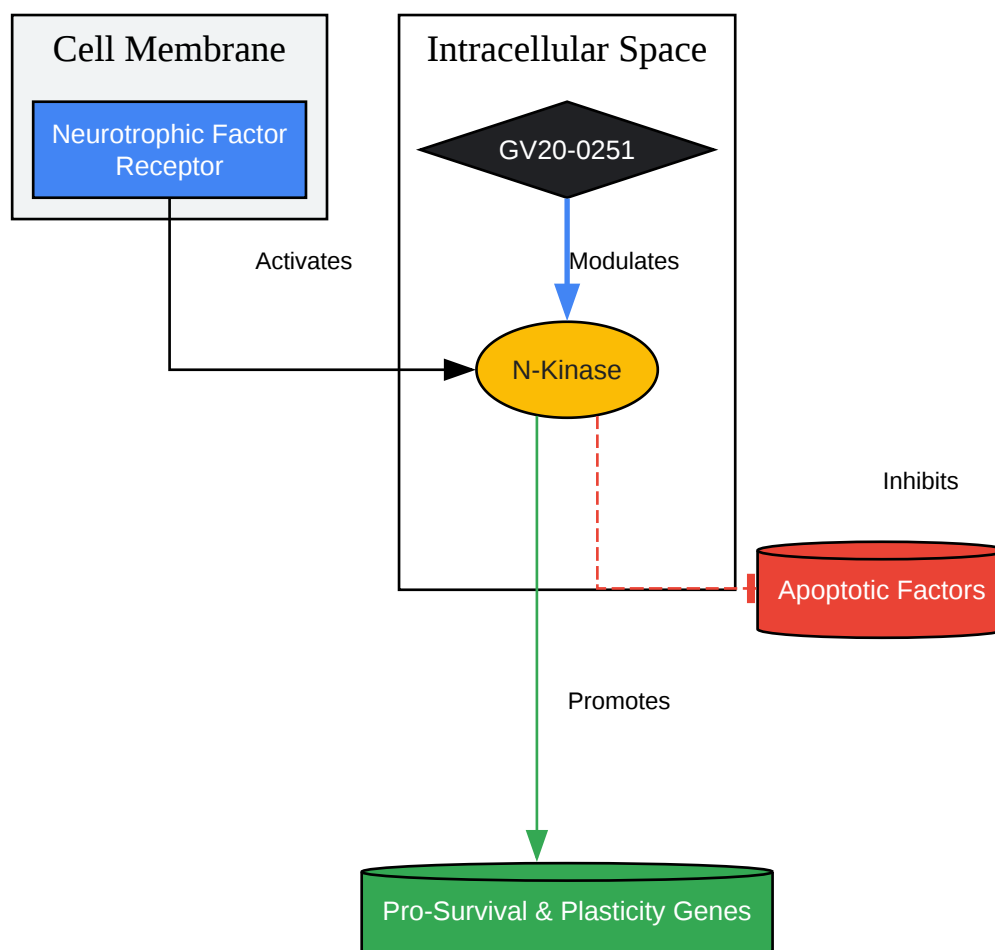 Cell Membrane
Intracellular Space
Neurotrophic Factor
Receptor
GV20-0251
Activates
Modulates
N-Kinase
Inhibits
Apoptotic Factors
Promotes
Pro-Survival & Plasticity Genes